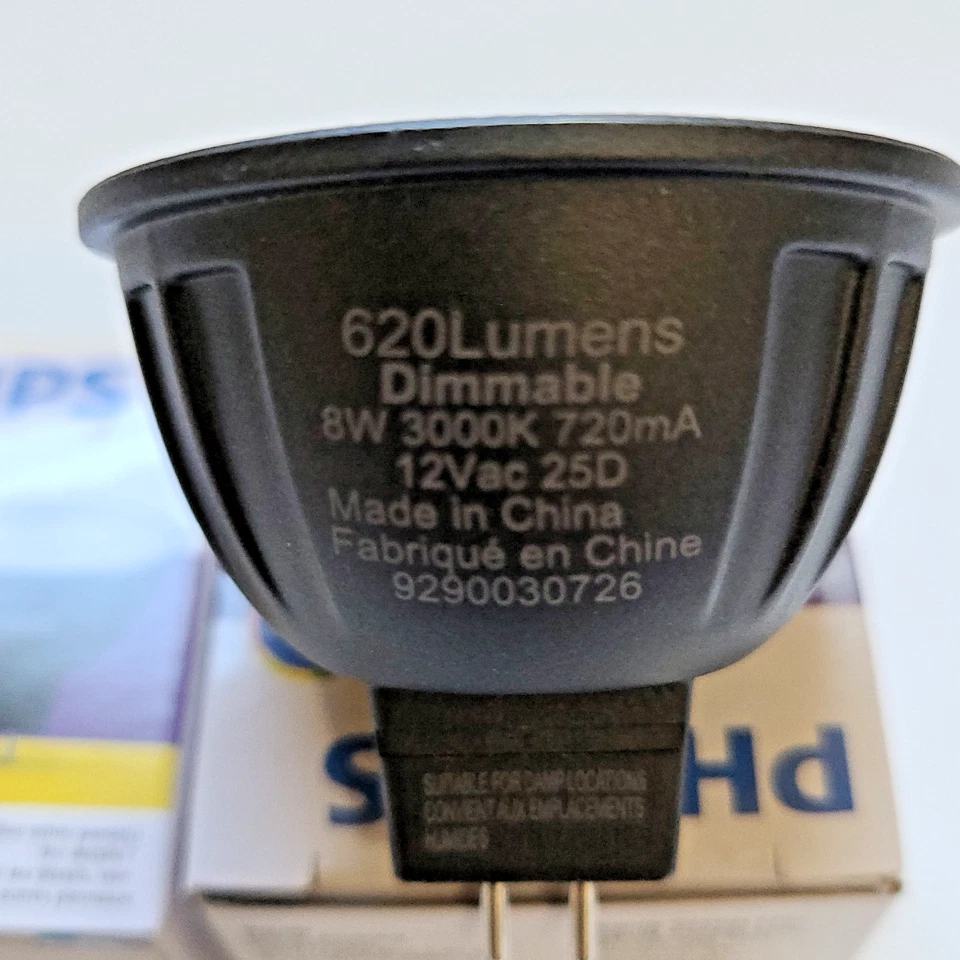 620Lumens
Dimmable
8W 3000K 720mA
12Vac 25D
Made in China
Fabriqué en Chine
9290030726
SUITABLE FOR DAMP LOCATIONS
CONVIENT AUX EMPLACEMENTS
HUMIDES